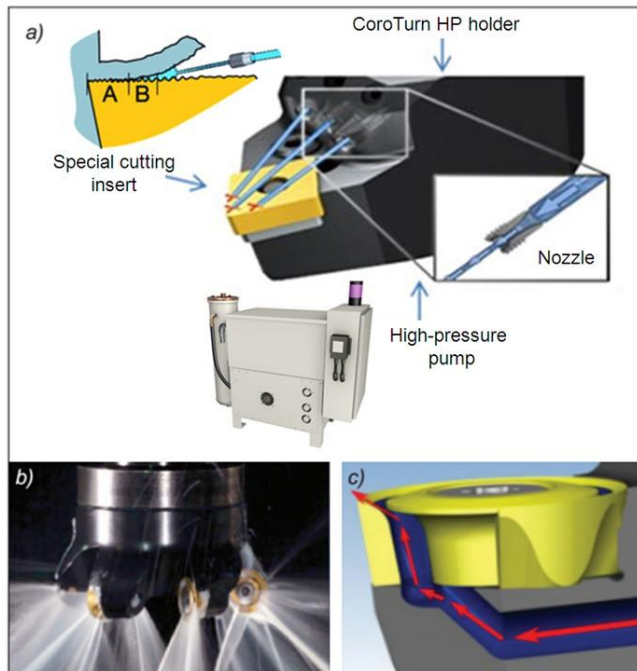 a)
CoroTurn HP holder
A B
Special cutting
insert
Nozzle
High-pressure
pump
b)
c)